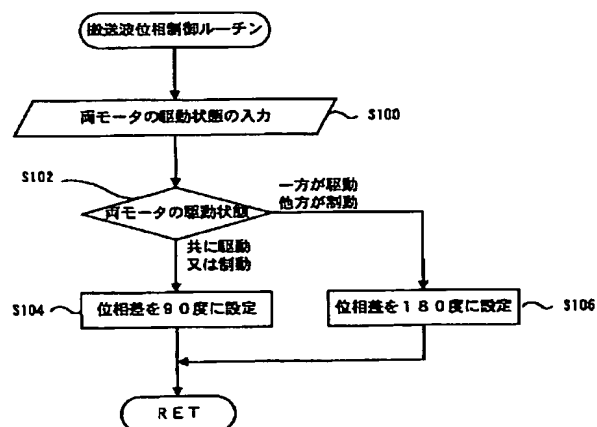 搬送波位相制御ルーチン
両モータの駆動状態の入力
S100
S102
両モータの駆動状態
一方が駆動
他方が制動
共に駆動
又は制動
S104
位相差を90度に設定
位相差を180度に設定
S106
RET